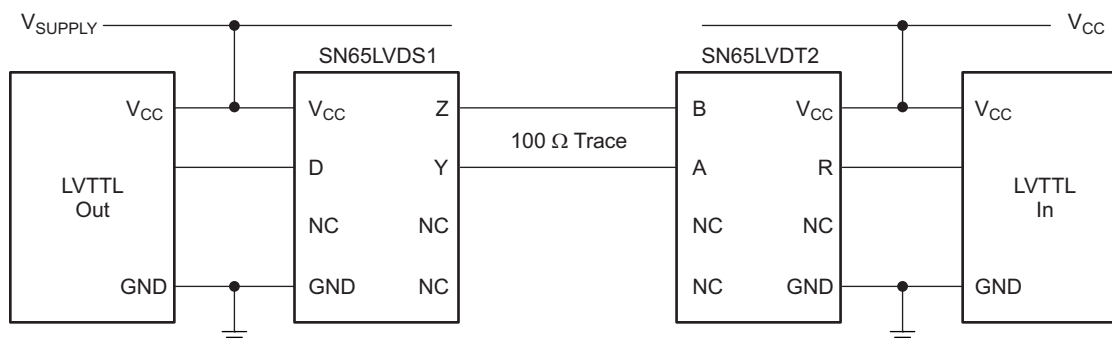 VSUPPLY
VCC
SN65LVDS1
SN65LVDT2
VCC
VCC
Z
B
VCC
VCC
100 Ω Trace
D
Y
A
R
LVTTL
Out
LVTTL
In
NC
NC
NC
NC
GND
GND
NC
NC
GND
GND